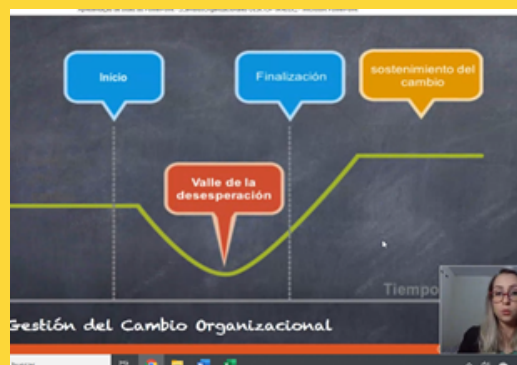 Inicio
Finalización
sostenimiento del
cambio
Valle de la
desesperación
Tiempo
Gestión del Cambio Organizacional